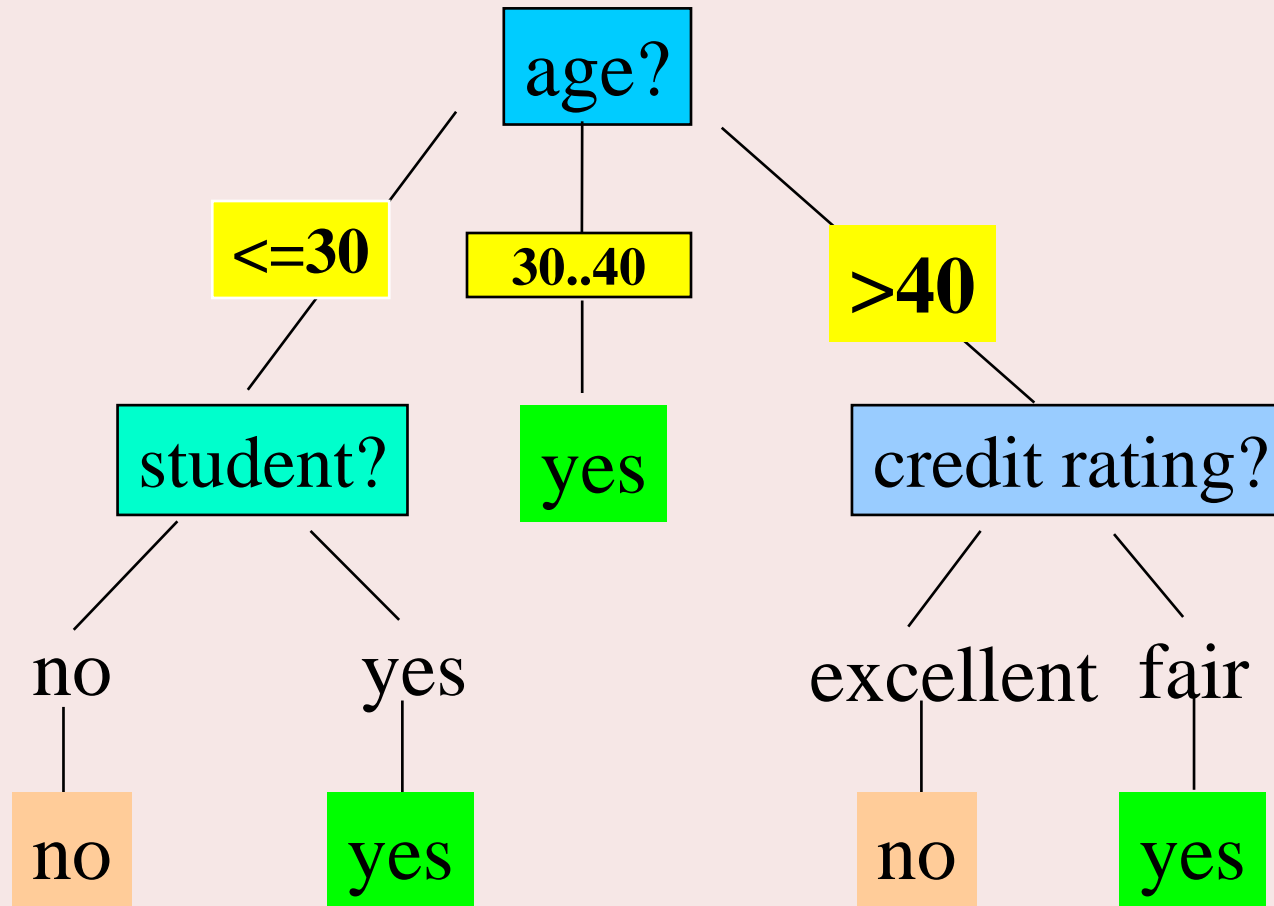 age?
<=30
30..40
>40
student?
yes
credit rating?
no
yes
excellent
fair
no
yes
no
yes